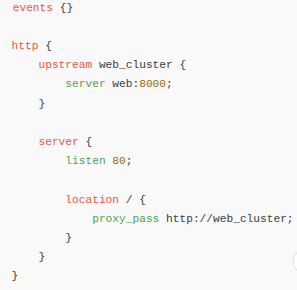 events {}

http {
    upstream web_cluster {
        server web:8000;
    }

    server {
        listen 80;

        location / {
            proxy_pass http://web_cluster;
        }
    }
}